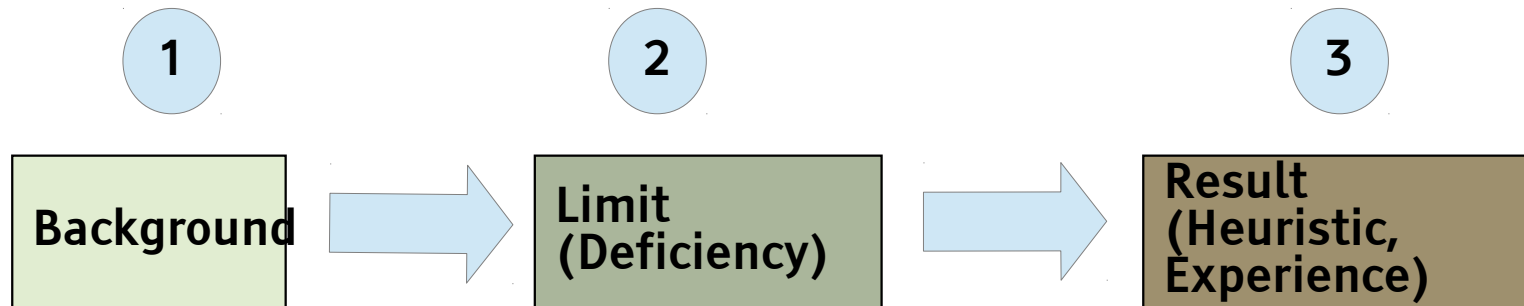 1
2
3
Background
Limit
(Deficiency)
Result
(Heuristic,
Experience)